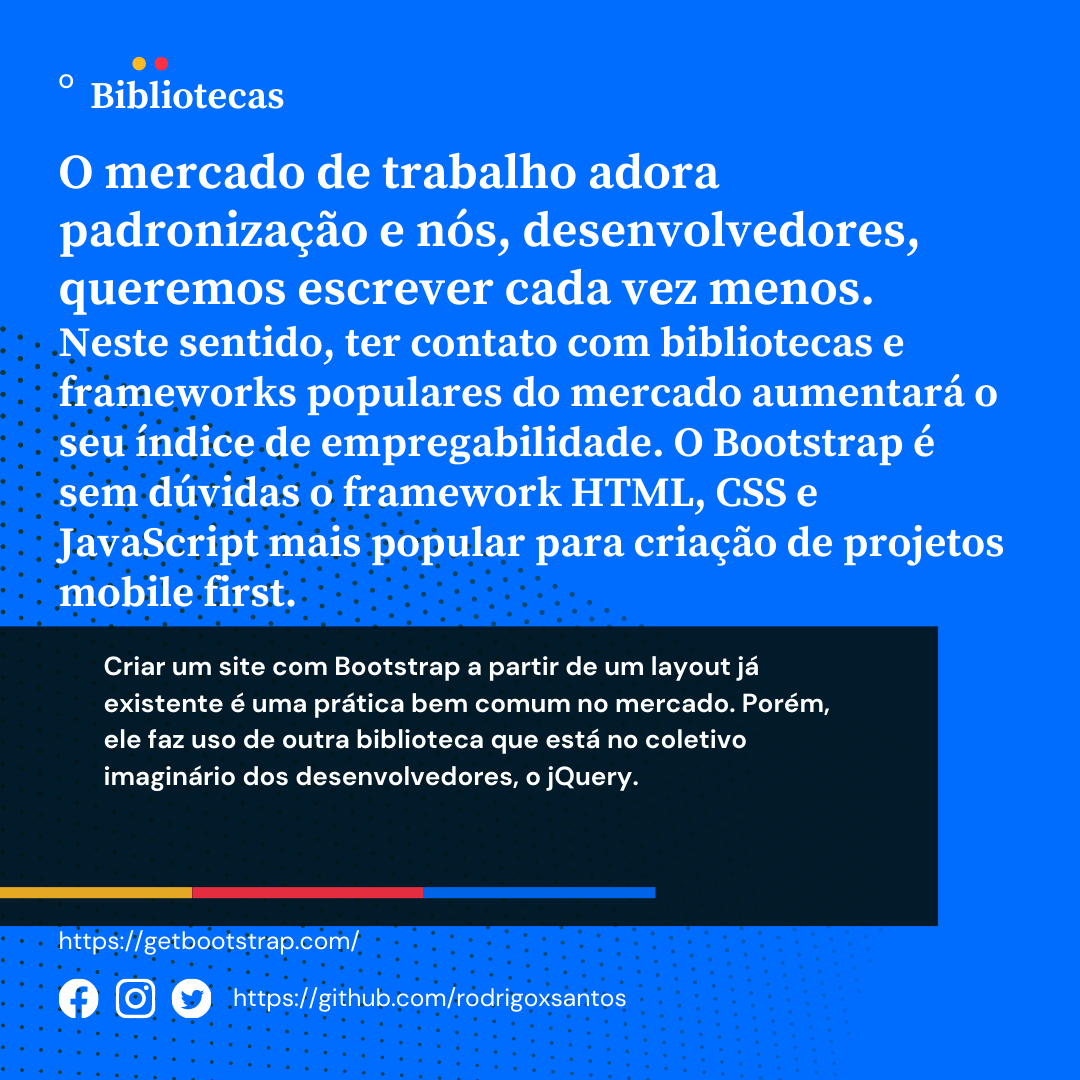 ° Bibliotecas
O mercado de trabalho adora
padronização e nós, desenvolvedores,
queremos escrever cada vez menos.
Neste sentido, ter contato com bibliotecas e
frameworks populares do mercado aumentará o
seu índice de empregabilidade. O Bootstrap é
sem dúvidas o framework HTML, CSS e
JavaScript mais popular para criação de projetos
mobile first.
Criar um site com Bootstrap a partir de um layout já
existente é uma prática bem comum no mercado. Porém,
ele faz uso de outra biblioteca que está no coletivo
imaginário dos desenvolvedores, o jQuery.
https://getbootstrap.com/
https://github.com/rodrigoxsantos